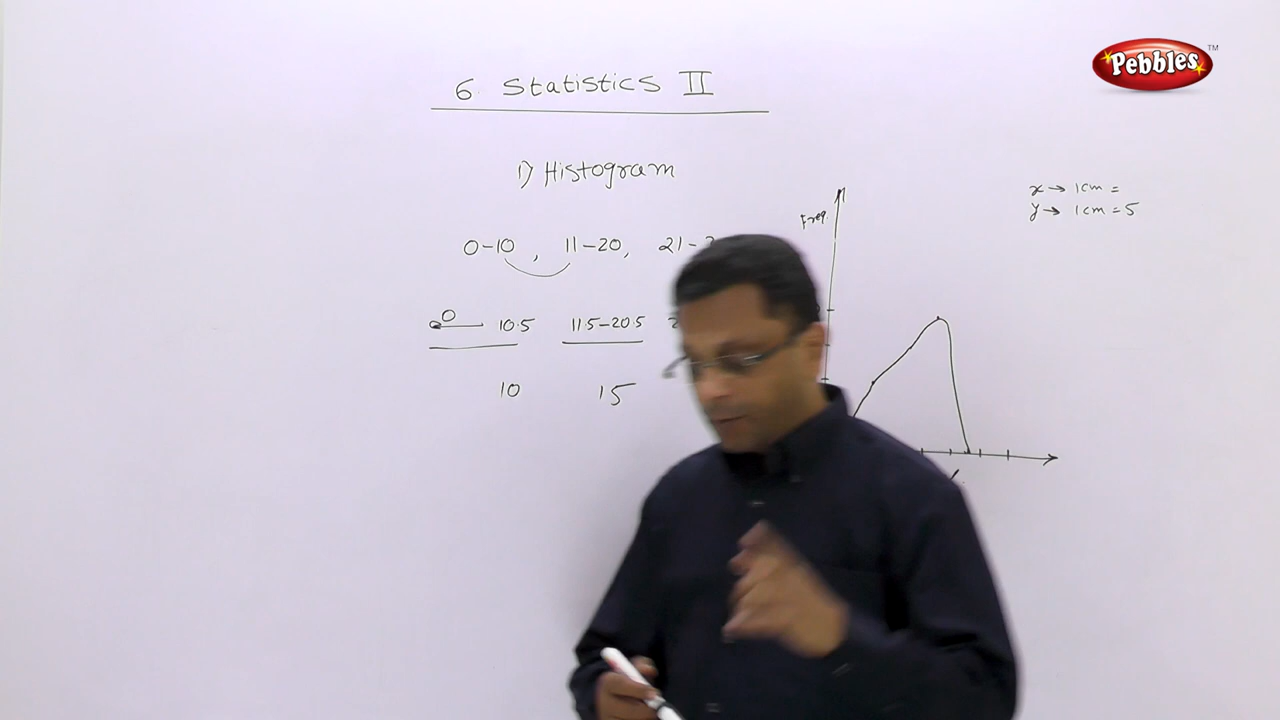 Pebbles TM
6. Statistics II
1) Histogram
x → 1cm =
y → 1cm = 5
Freq.
0-10, 11-20, 21-
0 10.5 11.5-20.5
10 15